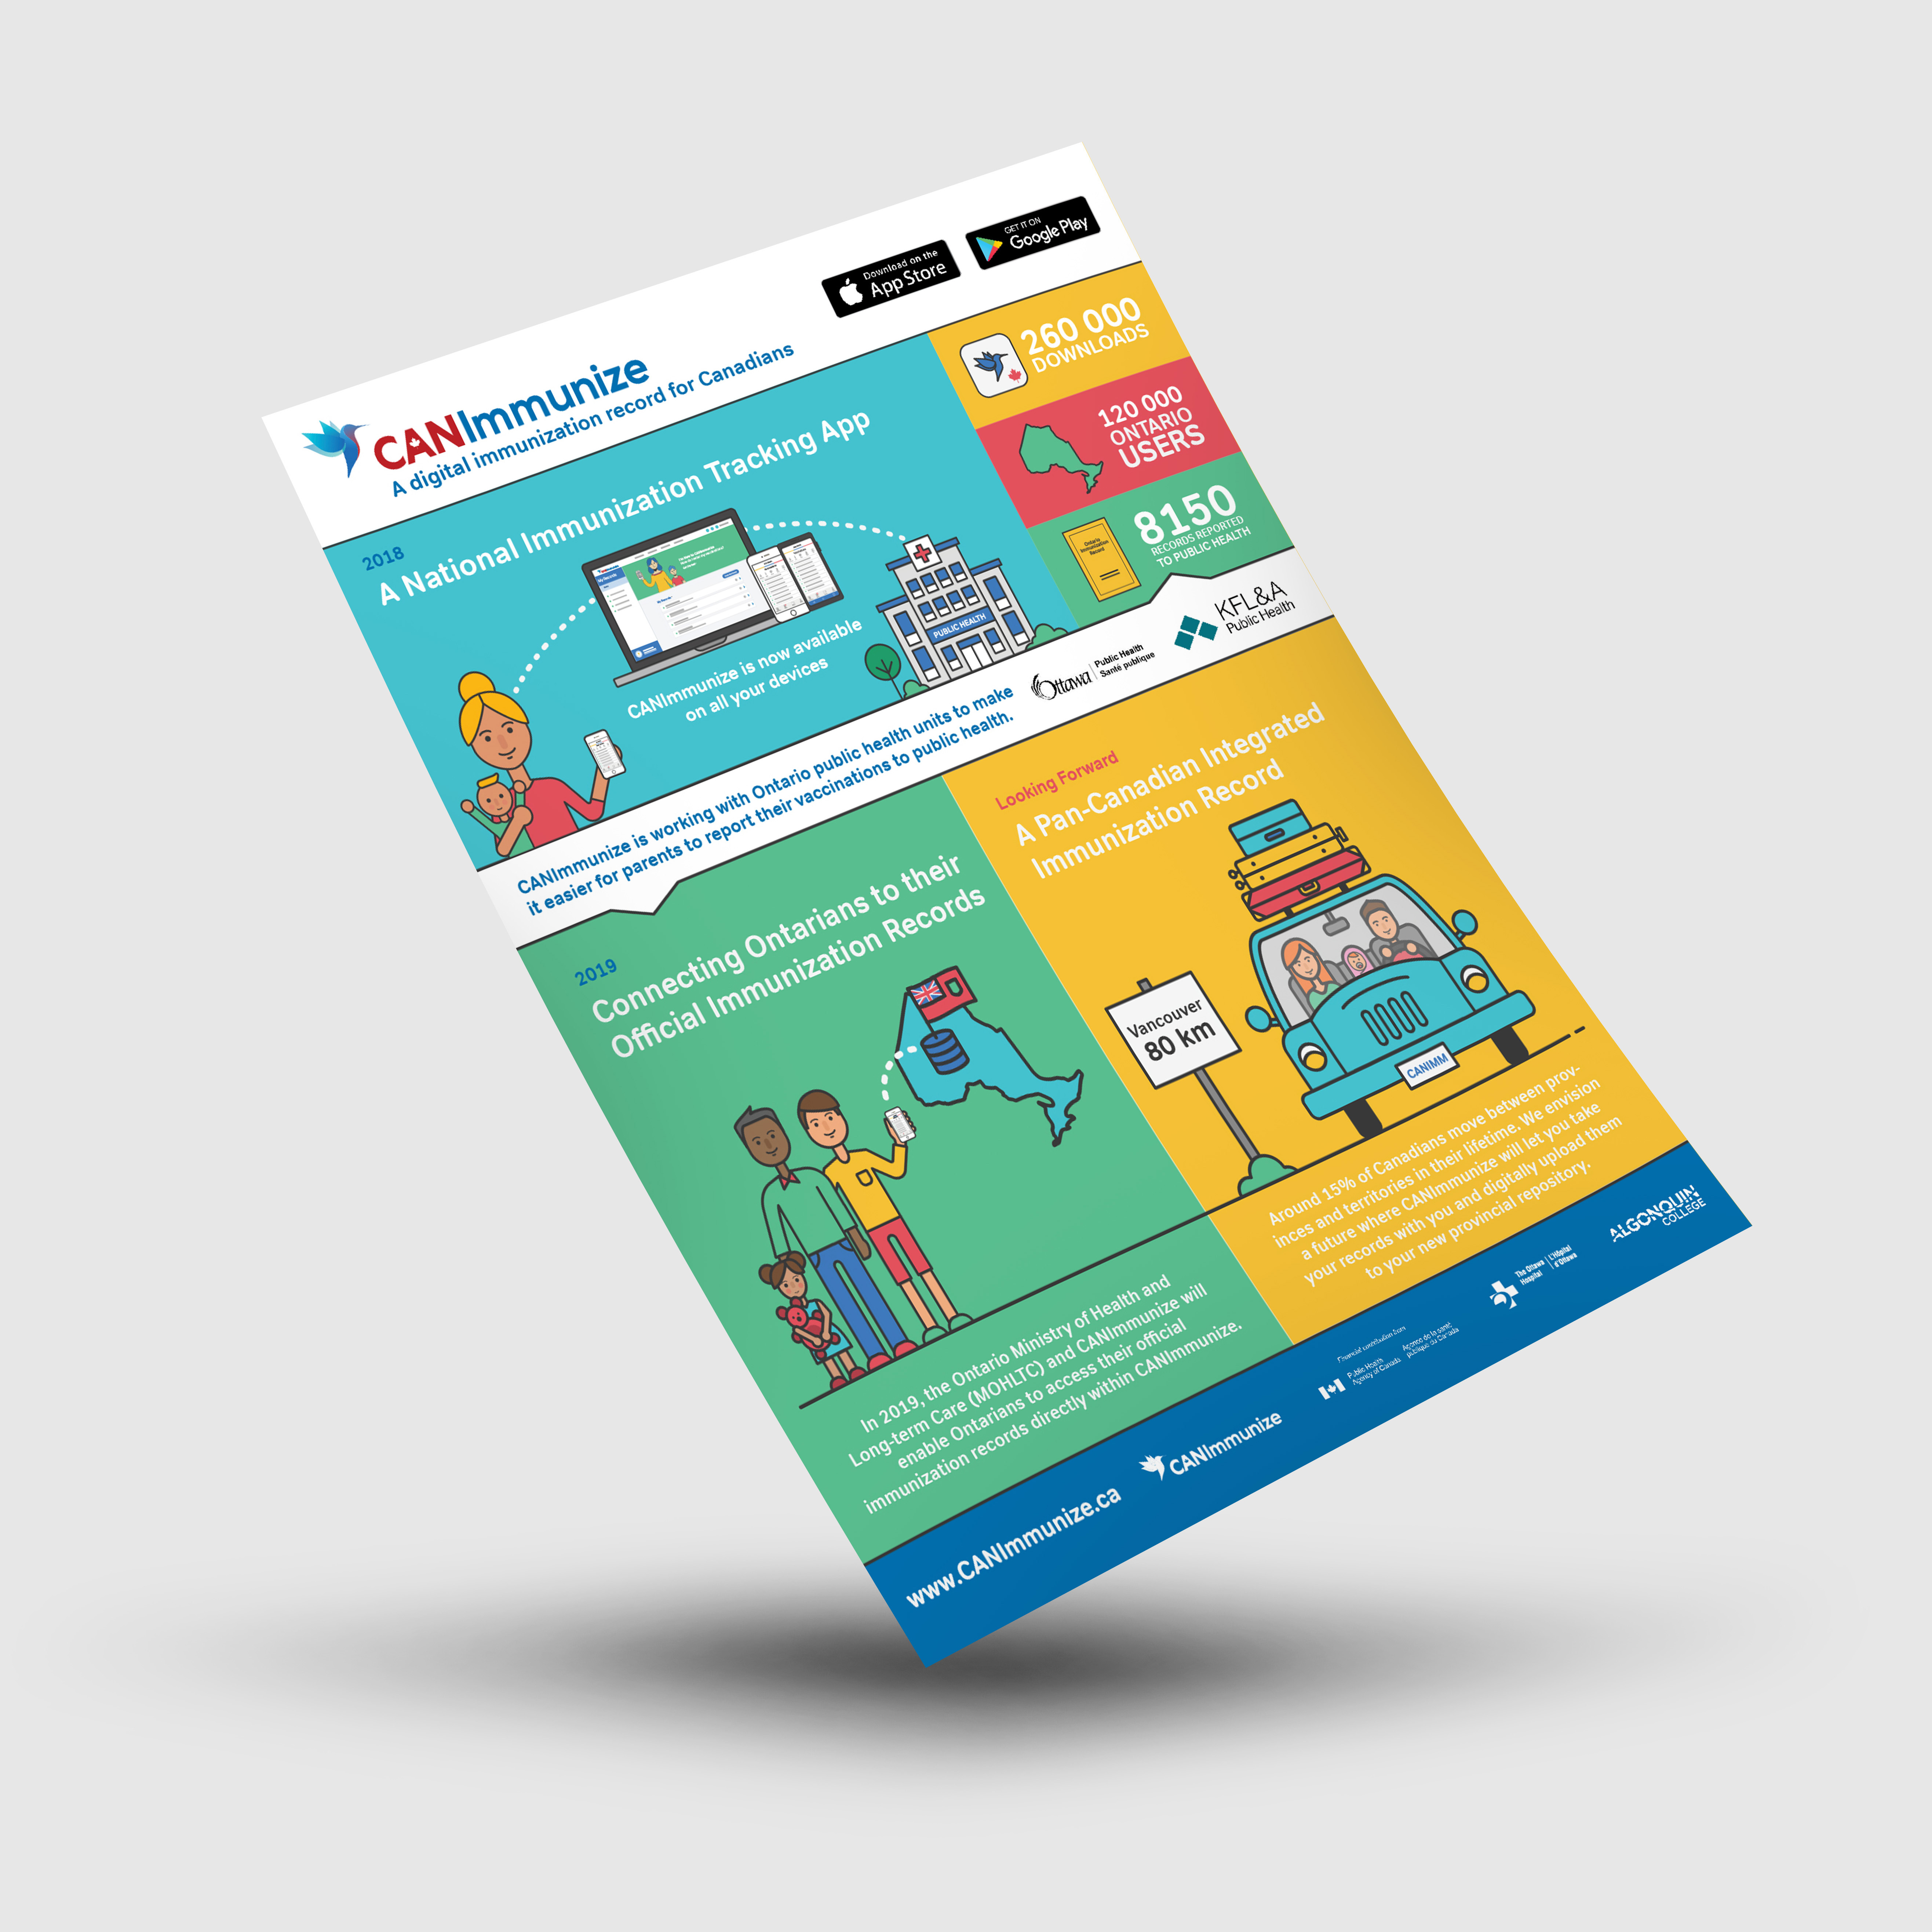 Download on the
App Store
GET IT ON
Google Play
CANImmunize
A digital immunization record for Canadians
2018
A National Immunization Tracking App
CANImmunize is now available
on all your devices
PUBLIC HEALTH
260 000
DOWNLOADS
120 000
ONTARIO
USERS
Ontario
Immunization
Record
8150
RECORDS REPORTED
TO PUBLIC HEALTH
CANImmunize is working with Ontario public health units to make
it easier for parents to report their vaccinations to public health.
Ottawa
Public Health
Santé publique
KFL&A
Public Health
2019
Connecting Ontarians to their
Official Immunization Records
In 2019, the Ontario Ministry of Health and
Long-term Care (MOHLTC) and CANImmunize will
enable Ontarians to access their official
immunization records directly within CANImmunize.
Looking Forward
A Pan-Canadian Integrated
Immunization Record
Vancouver
80 km
CANIMM
Around 15% of Canadians move between prov-
inces and territories in their lifetime. We envision
a future where CANImmunize will let you take
your records with you and digitally upload them
to your new provincial repository.
www.CANImmunize.ca
CANImmunize
Financial contribution from
Public Health
Agency of Canada
Agence de la santé
publique du Canada
The Ottawa
Hospital
L'Hôpital
d'Ottawa
ALGONQUIN
COLLEGE